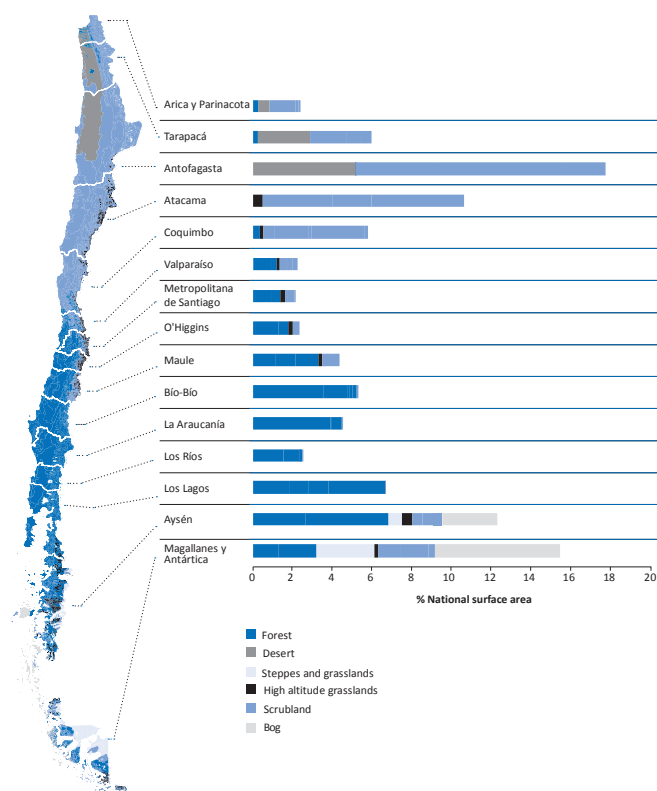 Arica y Parinacota
Tarapacá
Antofagasta
Atacama
Coquimbo
Valparaíso
Metropolitana
de Santiago
O'Higgins
Maule
Bío-Bío
La Araucanía
Los Ríos
Los Lagos
Aysén
Magallanes y
Antártica
0 2 4 6 8 10 12 14 16 18 20
% National surface area
Forest
Desert
Steppes and grasslands
High altitude grasslands
Scrubland
Bog